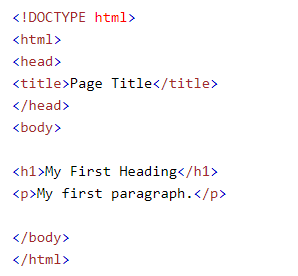 <!DOCTYPE html>
<html>
<head>
<title>Page Title</title>
</head>
<body>
<h1>My First Heading</h1>
<p>My first paragraph.</p>
</body>
</html>